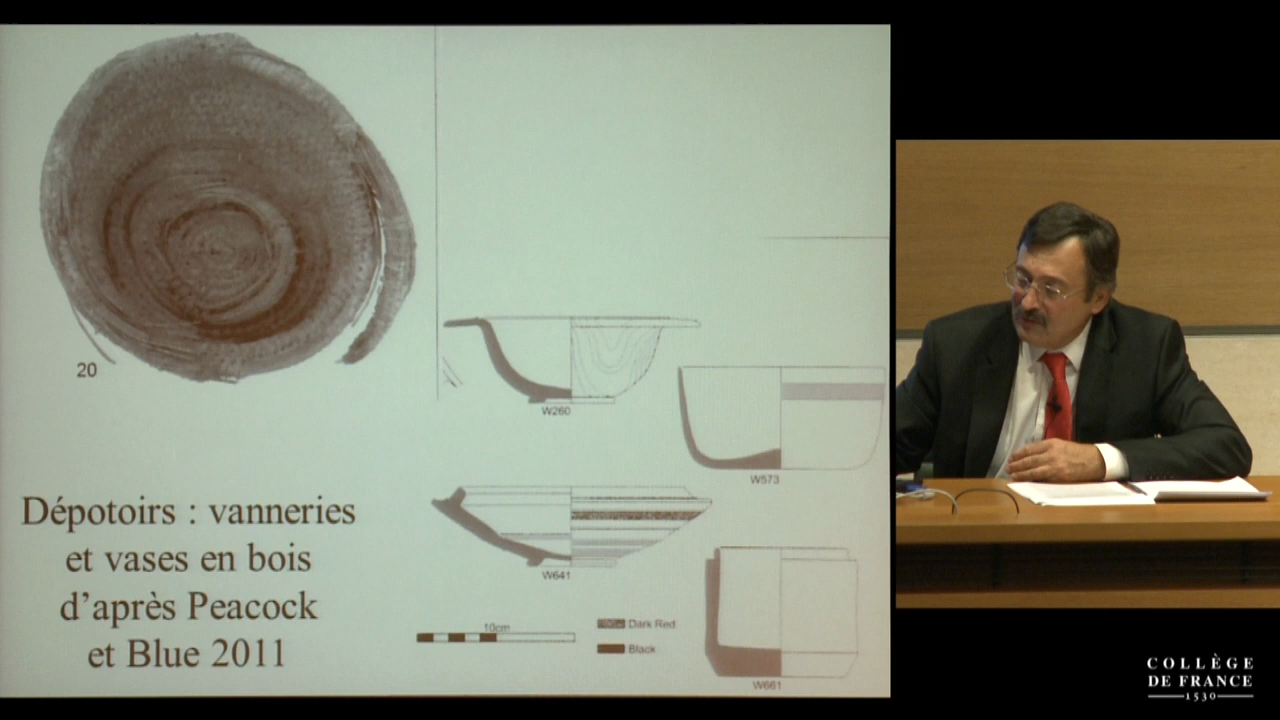 20
W260
W573
W641
W661
10cm
Dark Red
Black
Dépotoirs : vanneries
et vases en bois
d'après Peacock
et Blue 2011
COLLÈGE
DE FRANCE
1530